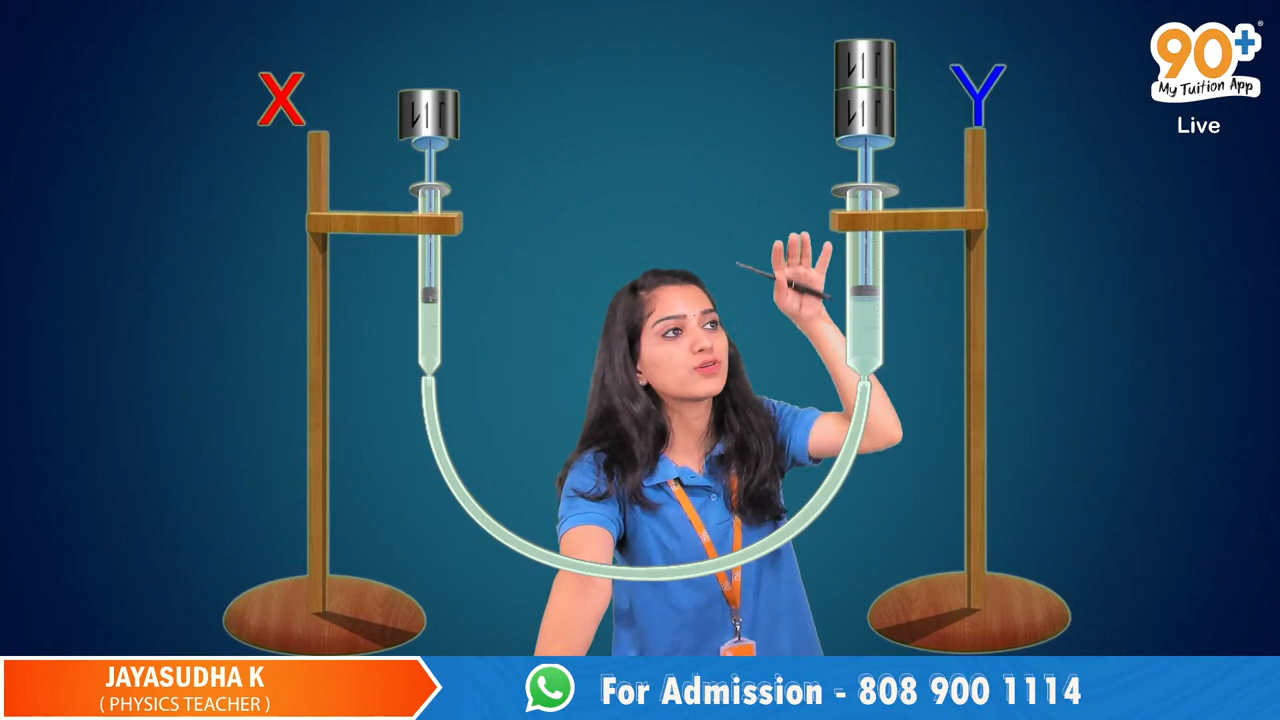 X
Y
90+
My Tuition App
Live
JAYASUDHA K
( PHYSICS TEACHER )
For Admission - 808 900 1114